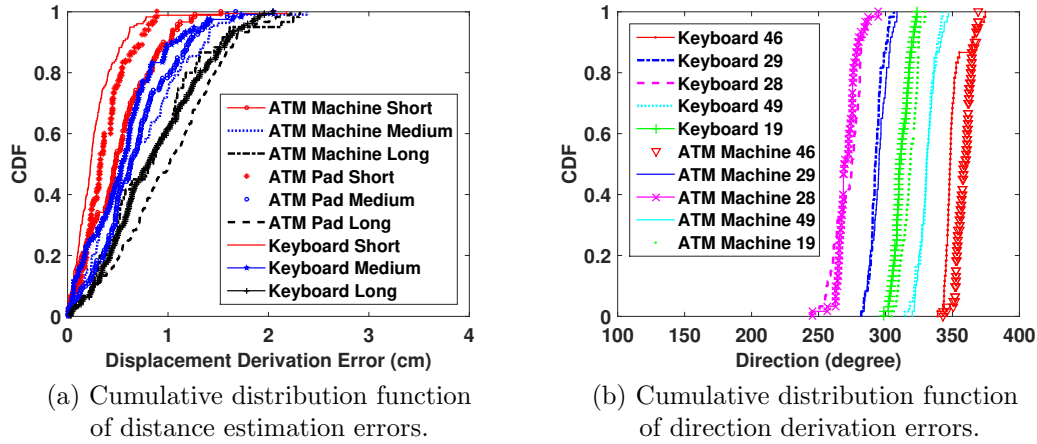 1
0.8
0.6
0.4
0.2
0
CDF
0 1 2 3 4
Displacement Derivation Error (cm)
ATM Machine Short
ATM Machine Medium
ATM Machine Long
ATM Pad Short
ATM Pad Medium
ATM Pad Long
Keyboard Short
Keyboard Medium
Keyboard Long
(a) Cumulative distribution function
of distance estimation errors.
1
0.8
0.6
0.4
0.2
0
CDF
100 150 200 250 300 350 400
Direction (degree)
Keyboard 46
Keyboard 29
Keyboard 28
Keyboard 49
Keyboard 19
ATM Machine 46
ATM Machine 29
ATM Machine 28
ATM Machine 49
ATM Machine 19
(b) Cumulative distribution function
of direction derivation errors.